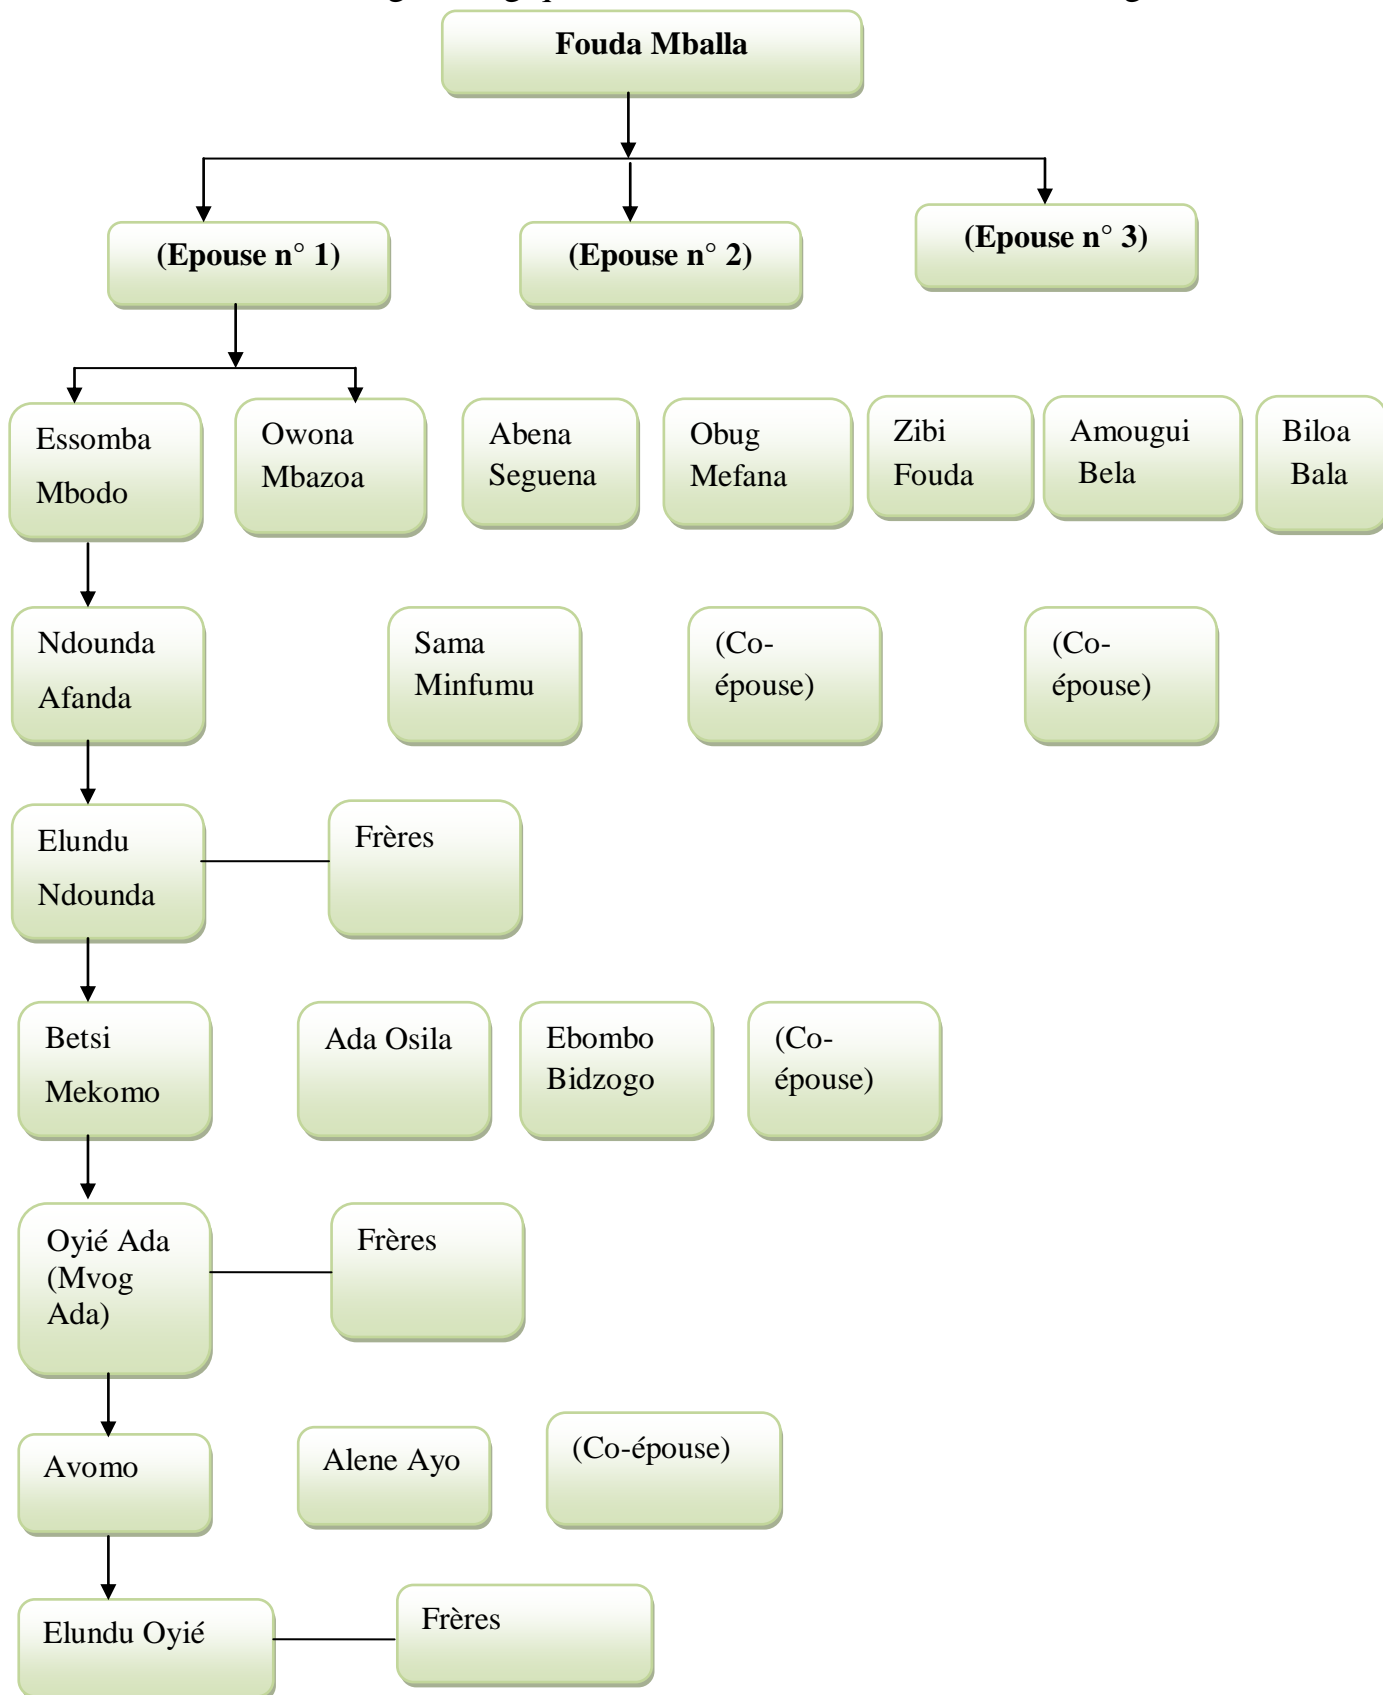 Fouda Mballa
(Epouse n° 1)
(Epouse n° 2)
(Epouse n° 3)
Essomba
Mbodo
Owona
Mbazoa
Abena
Seguena
Obug
Mefana
Zibi
Fouda
Amougui
Bela
Biloa
Bala
Ndounda
Afanda
Sama
Minfumu
(Co-
épouse)
(Co-
épouse)
Elundu
Ndounda
Frères
Betsi
Mekomo
Ada Osila
Ebombo
Bidzogo
(Co-
épouse)
Oyié Ada
(Mvog
Ada)
Frères
Avomo
Alene Ayo
(Co-épouse)
Elundu Oyié
Frères